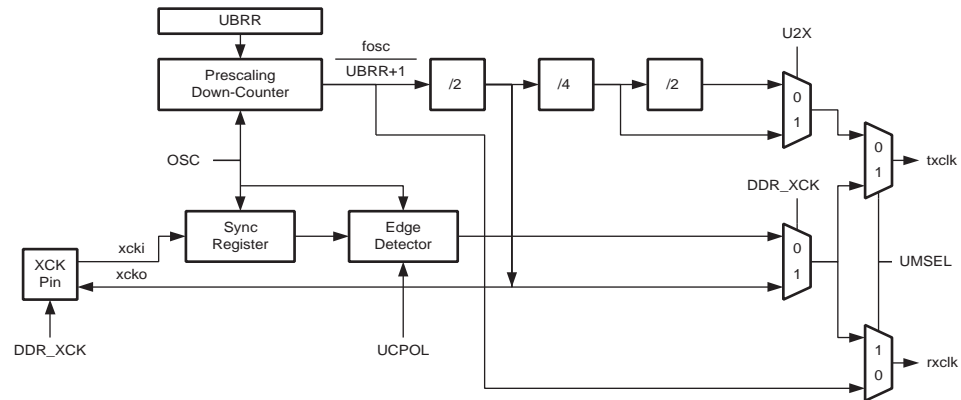 UBRR
U2X
fosc
UBRR+1
Prescaling
Down-Counter
/2
/4
/2
0
1
OSC
0
1
txclk
DDR_XCK
Sync
Register
Edge
Detector
xcki
xcko
XCK
Pin
0
1
UMSEL
DDR_XCK
UCPOL
1
0
rxclk